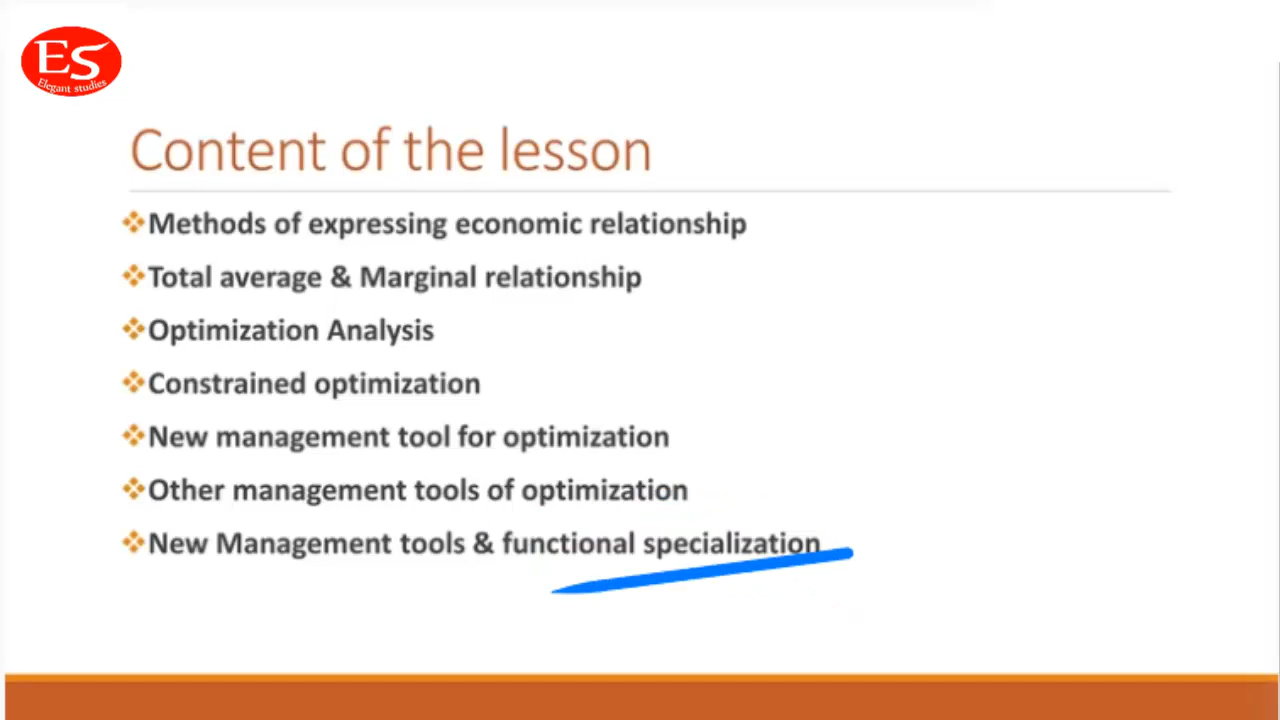 ES
Elegant studies
Content of the lesson
Methods of expressing economic relationship
Total average & Marginal relationship
Optimization Analysis
Constrained optimization
New management tool for optimization
Other management tools of optimization
New Management tools & functional specialization